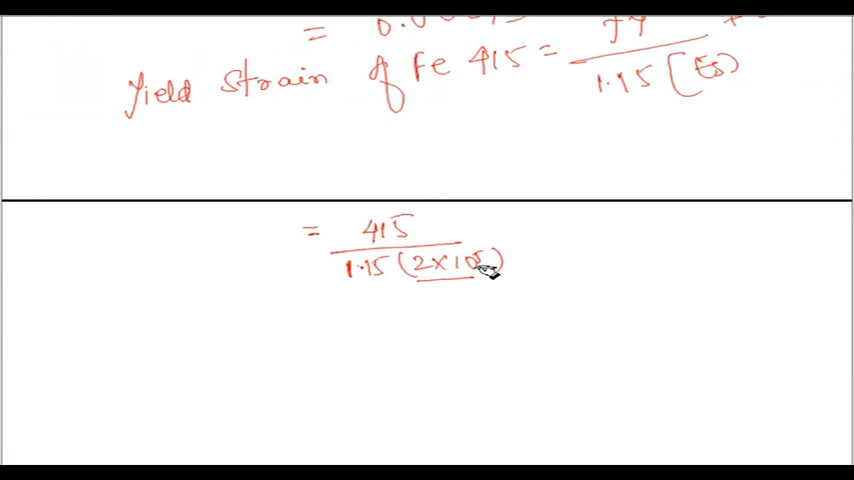 =
Yield strain of Fe 415 = fy / 1.15 (Es) +
= 415 / 1.15 (2×10⁵)